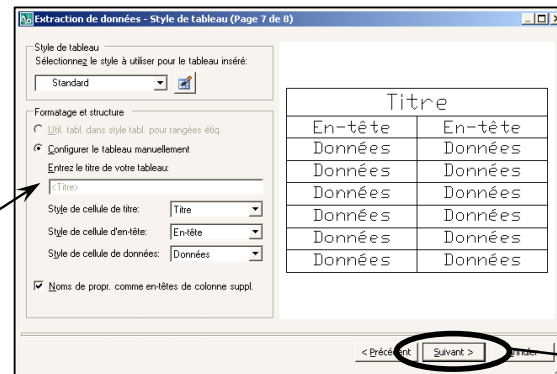 Extraction de données - Style de tableau (Page 7 de 8)
Style de tableau
Sélectionnez le style à utiliser pour le tableau inséré:
Standard
Formatage et structure
Util. tabl. dans style tabl. pour rangées étiq.
Configurer le tableau manuellement
Entrez le titre de votre tableau:
<Titre>
Style de cellule de titre: Titre
Style de cellule d'en-tête: En-tête
Style de cellule de données: Données
Noms de propr. comme en-têtes de colonne suppl.
Titre
En-tête En-tête
Données Données
Données Données
Données Données
Données Données
Données Données
Données Données
< Précédent Suivant > Annuler